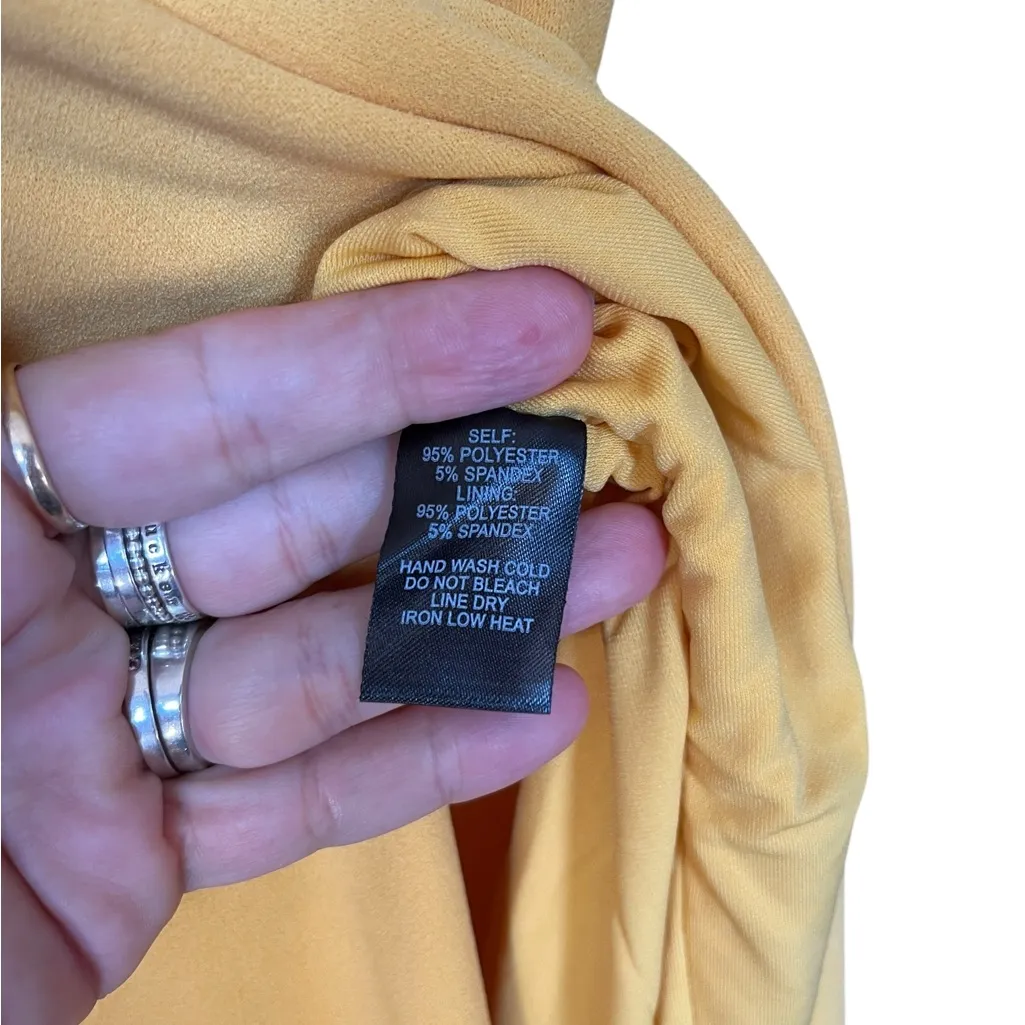 SELF:
95% POLYESTER
5% SPANDEX
LINING:
95% POLYESTER
5% SPANDEX
HAND WASH COLD
DO NOT BLEACH
LINE DRY
IRON LOW HEAT